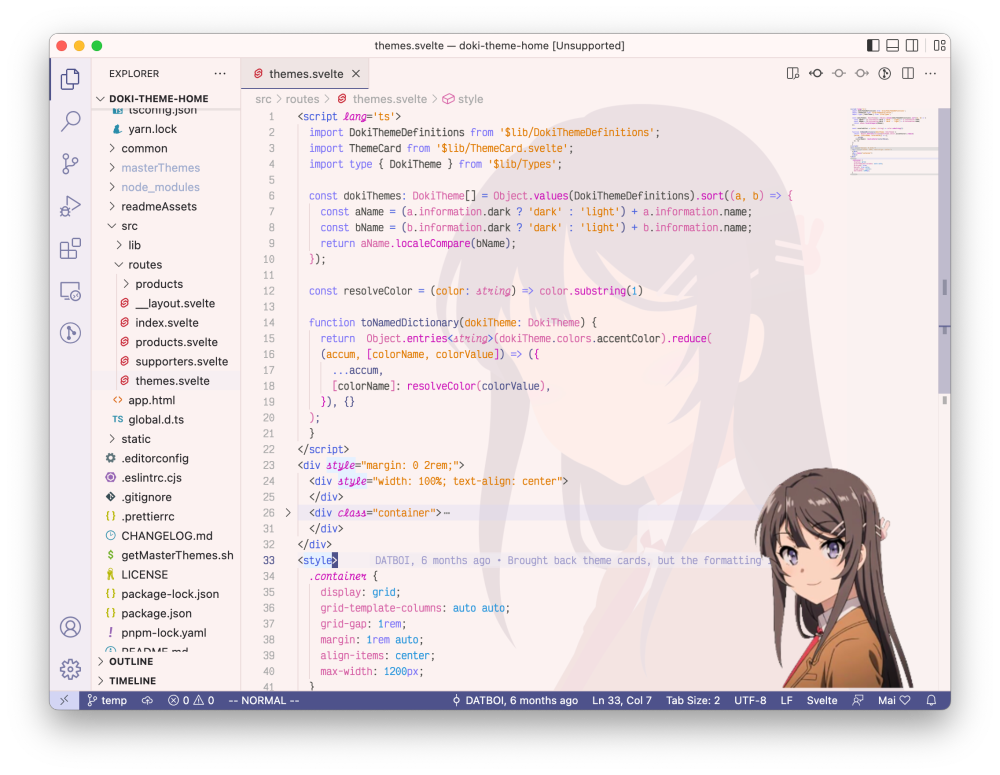 themes.svelte — doki-theme-home [Unsupported]
EXPLORER
themes.svelte
DOKI-THEME-HOME
tsconfig.json
yarn.lock
common
masterThemes
node_modules
readmeAssets
src
lib
routes
products
__layout.svelte
index.svelte
products.svelte
supporters.svelte
themes.svelte
app.html
TS global.d.ts
static
.editorconfig
.eslintrc.cjs
.gitignore
{} .prettierrc
CHANGELOG.md
$ getMasterThemes.sh
LICENSE
{} package-lock.json
{} package.json
! pnpm-lock.yaml
README.md
OUTLINE
TIMELINE
src > routes > themes.svelte > style
1 <script lang='ts'>
2 import DokiThemeDefinitions from '$lib/DokiThemeDefinitions';
3 import ThemeCard from '$lib/ThemeCard.svelte';
4 import type { DokiTheme } from '$lib/Types';
5
6 const dokiThemes: DokiTheme[] = Object.values(DokiThemeDefinitions).sort((a, b) => {
7 const aName = (a.information.dark ? 'dark' : 'light') + a.information.name;
8 const bName = (b.information.dark ? 'dark' : 'light') + b.information.name;
9 return aName.localeCompare(bName);
10 });
11
12 const resolveColor = (color: string) => color.substring(1)
13
14 function toNamedDictionary(dokiTheme: DokiTheme) {
15 return Object.entries<string>(dokiTheme.colors.accentColor).reduce(
16 (accum, [colorName, colorValue]) => ({
17 ...accum,
18 [colorName]: resolveColor(colorValue),
19 }), {}
20 );
21 }
22 </script>
23 <div style="margin: 0 2rem;">
24 <div style="width: 100%; text-align: center">
25 </div>
26 <div class="container">⋯
31 </div>
32 </div>
33 <style> DATBOI, 6 months ago • Brought back theme cards, but the formatting
34 .container {
35 display: grid;
36 grid-template-columns: auto auto;
37 grid-gap: 1rem;
38 margin: 1rem auto;
39 align-items: center;
40 max-width: 1200px;
41 }
temp
0
0
-- NORMAL --
DATBOI, 6 months ago
Ln 33, Col 7
Tab Size: 2
UTF-8
LF
Svelte
Mai ♡